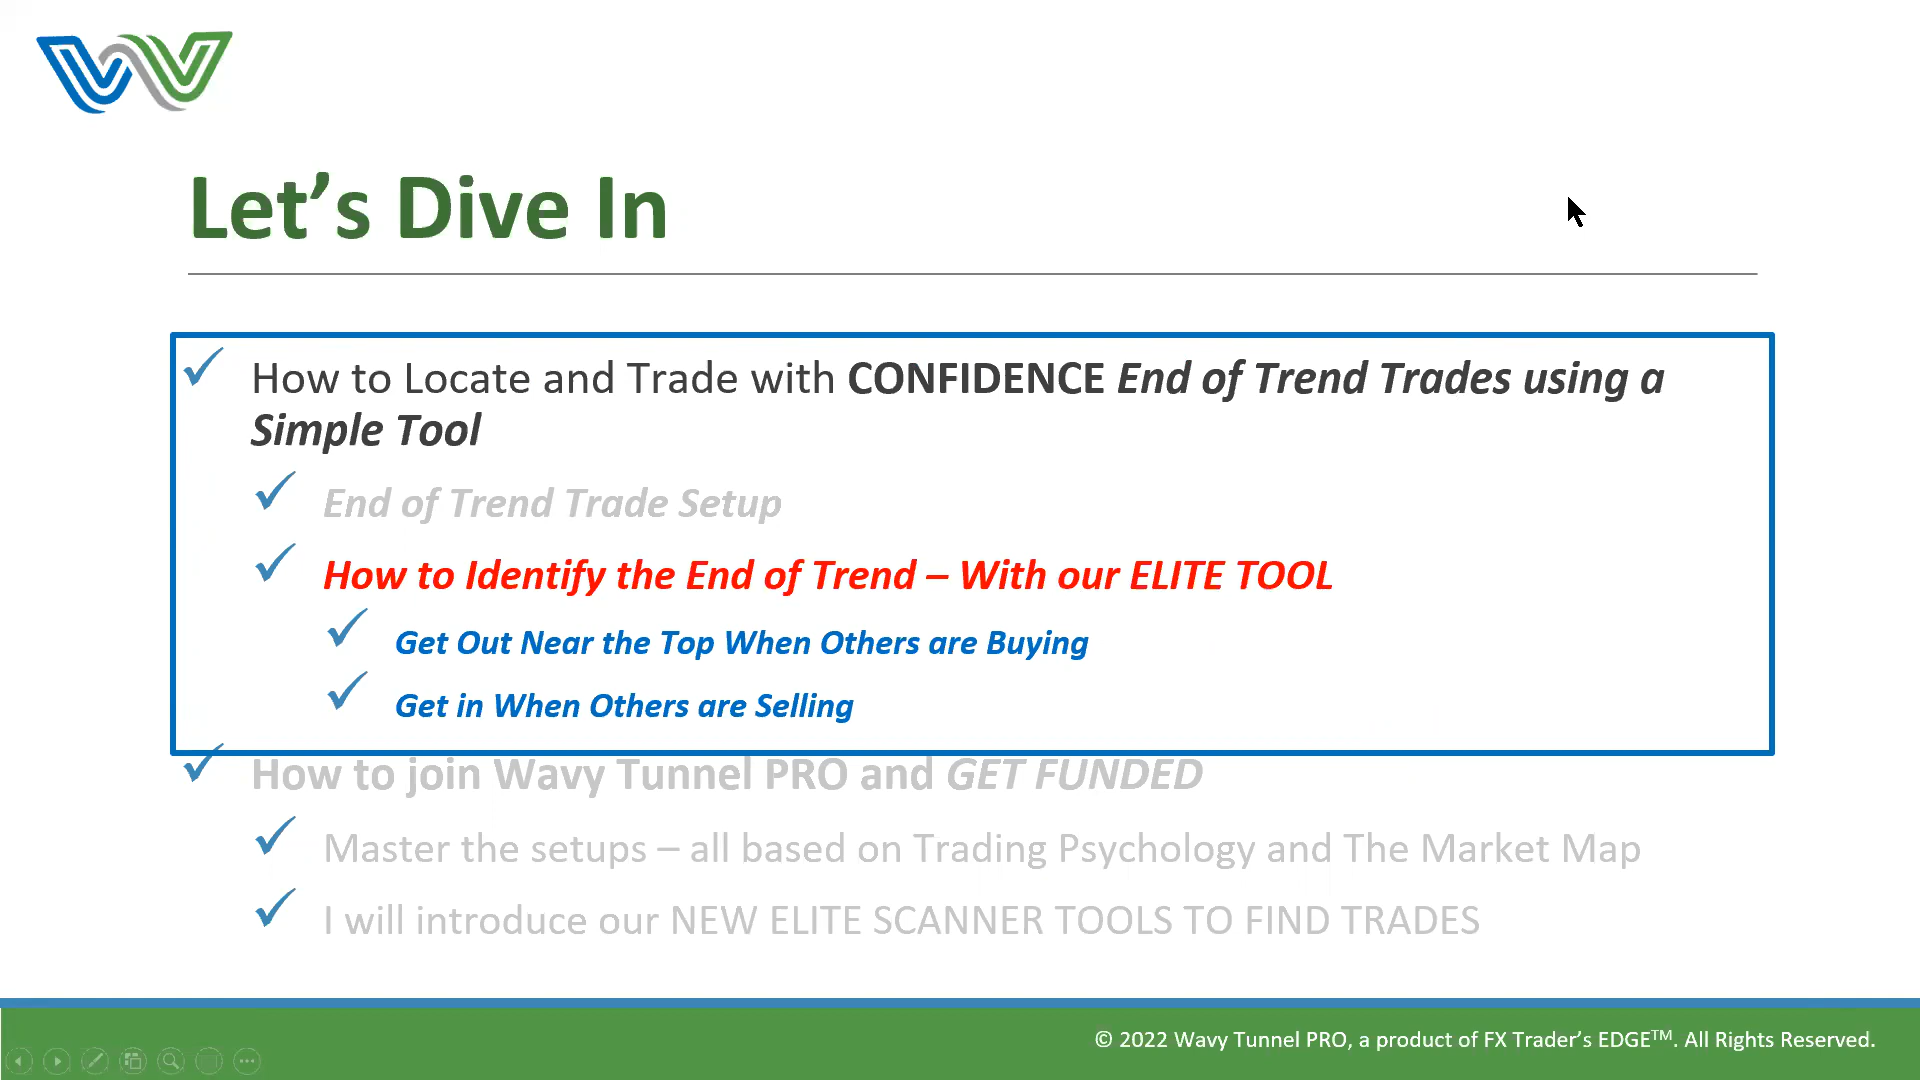 Let’s Dive In
How to Locate and Trade with CONFIDENCE End of Trend Trades using a
Simple Tool
End of Trend Trade Setup
How to Identify the End of Trend – With our ELITE TOOL
Get Out Near the Top When Others are Buying
Get in When Others are Selling
How to join Wavy Tunnel PRO and GET FUNDED
Master the setups – all based on Trading Psychology and The Market Map
I will introduce our NEW ELITE SCANNER TOOLS TO FIND TRADES
© 2022 Wavy Tunnel PRO, a product of FX Trader’s EDGE™. All Rights Reserved.